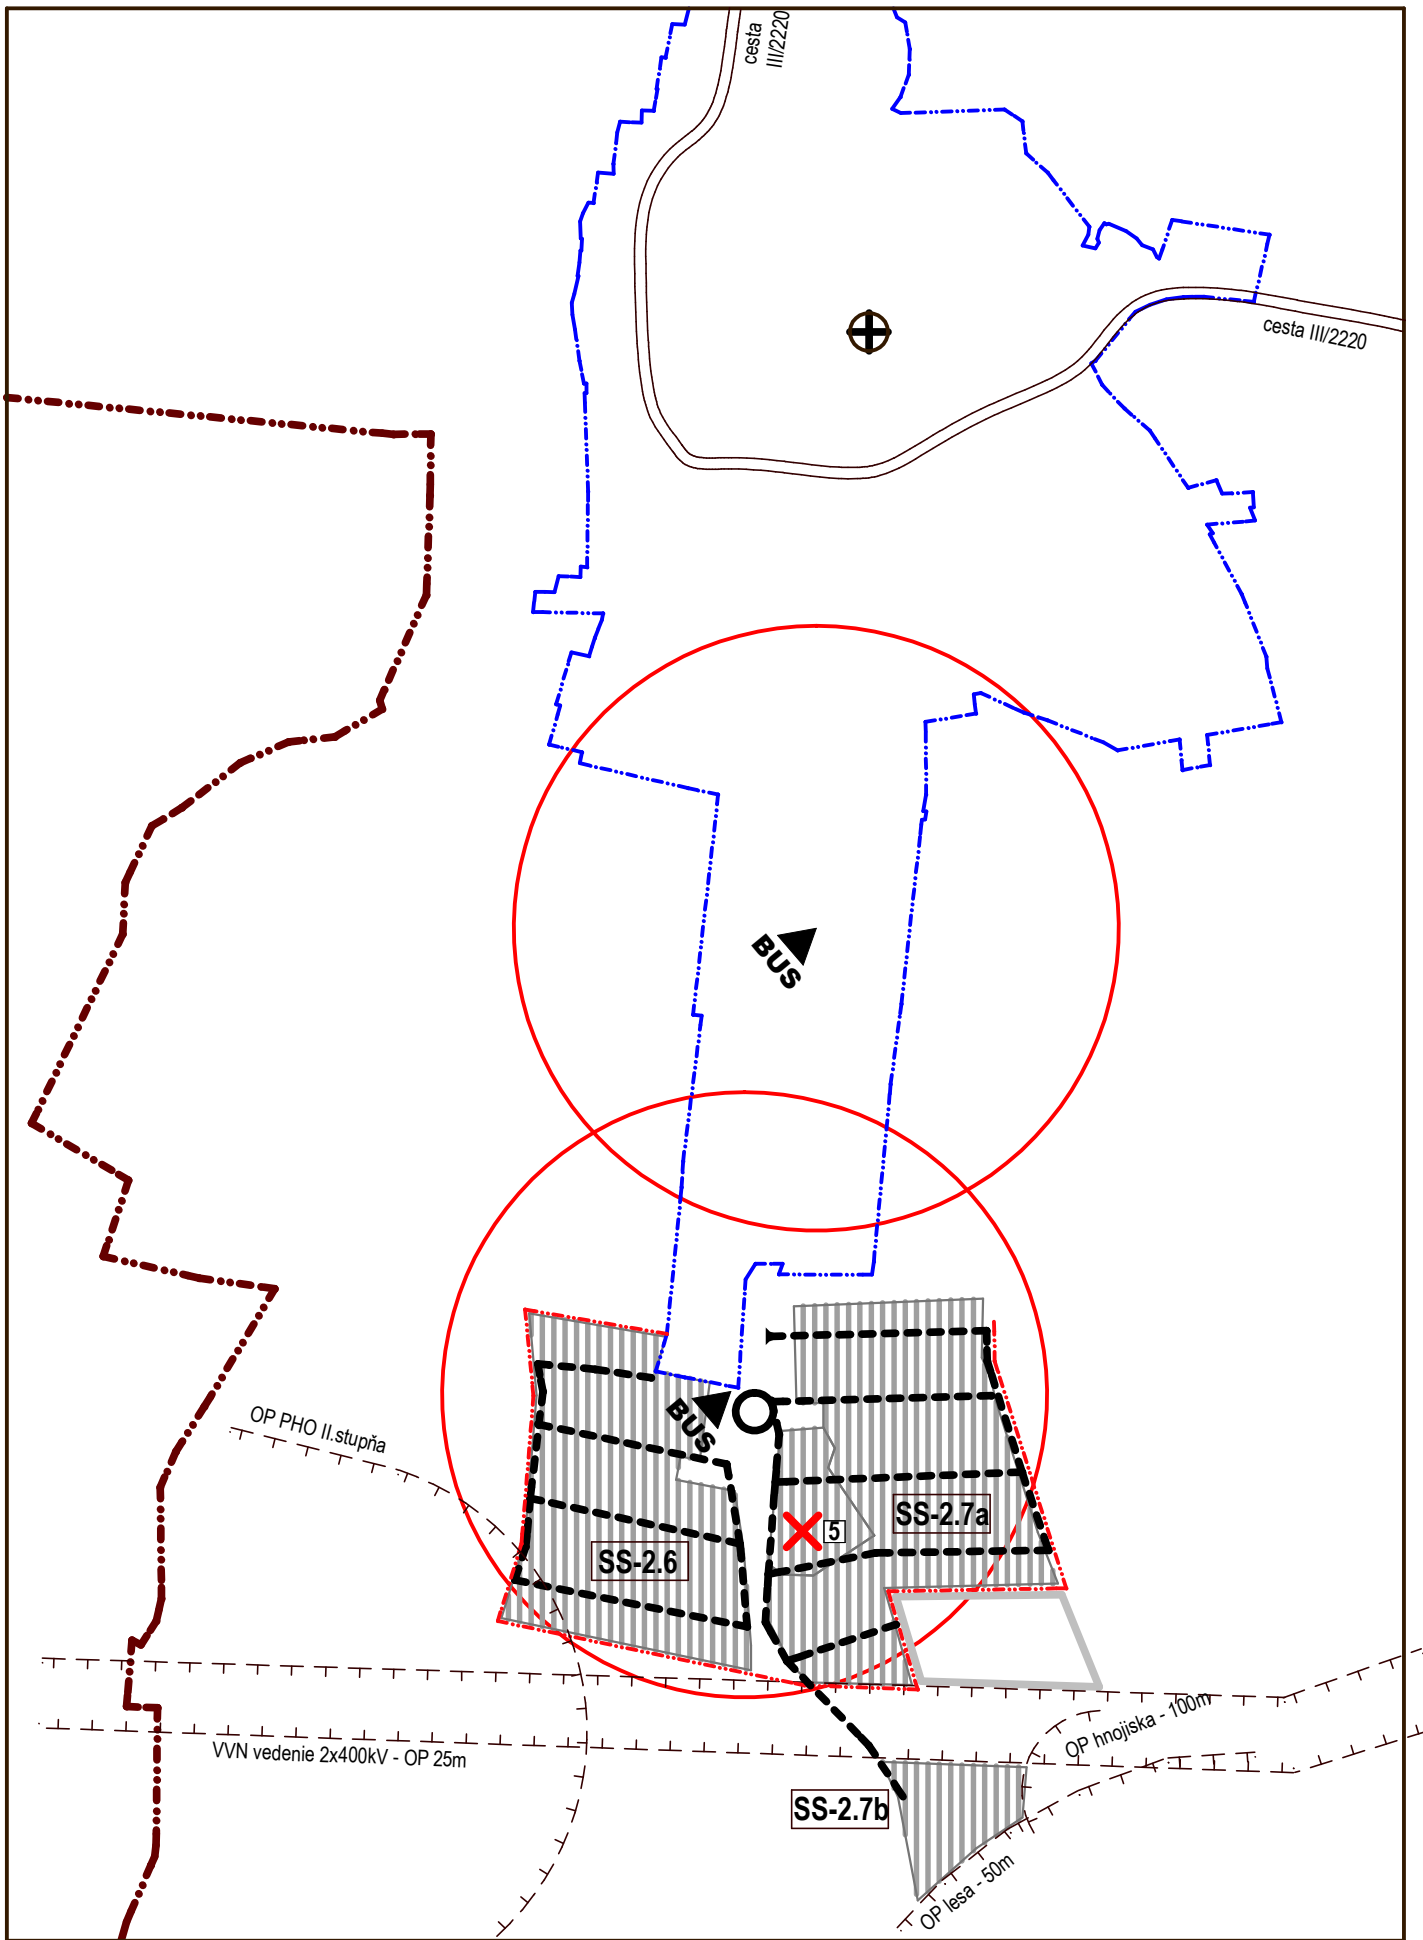 cesta
III/2220
cesta III/2220
BUS
BUS
OP PHO II.stupňa
SS-2.7a
5
SS-2.6
OP hnojiska - 100m
VVN vedenie 2x400kV - OP 25m
SS-2.7b
OP lesa - 50m